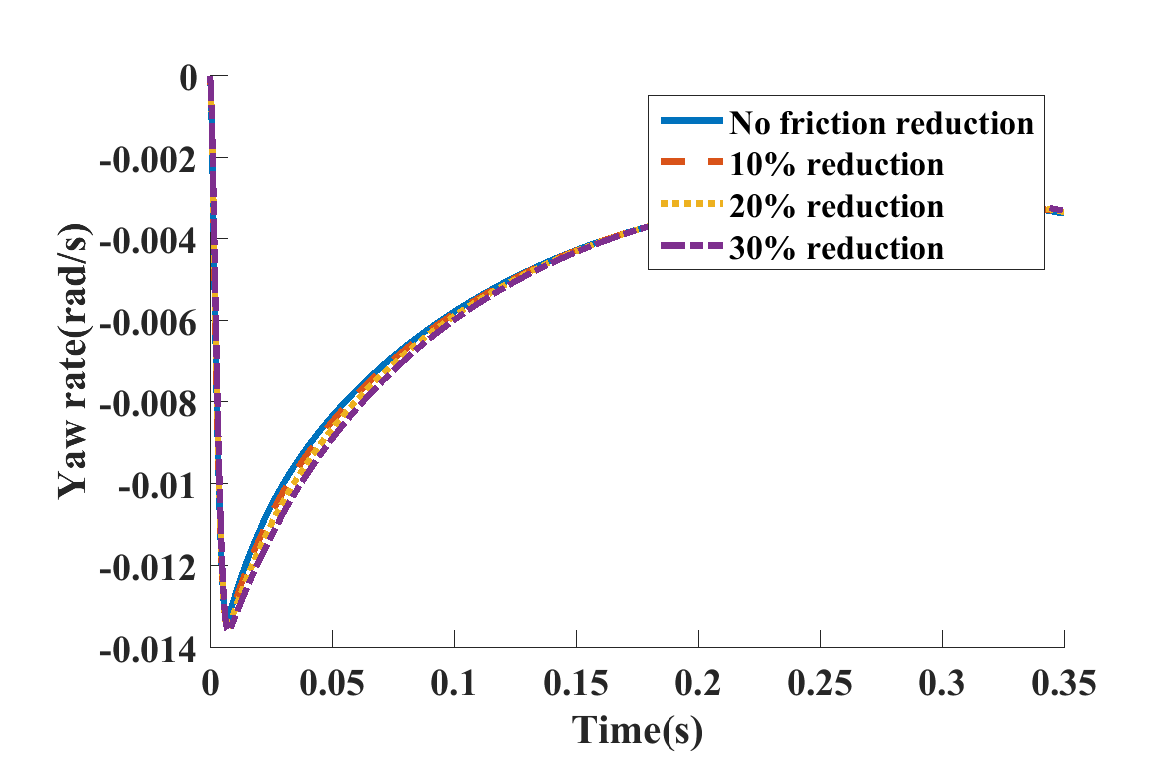 0
-0.002
-0.004
-0.006
-0.008
-0.01
-0.012
-0.014
Yaw rate(rad/s)
No friction reduction
10% reduction
20% reduction
30% reduction
0 0.05 0.1 0.15 0.2 0.25 0.3 0.35
Time(s)